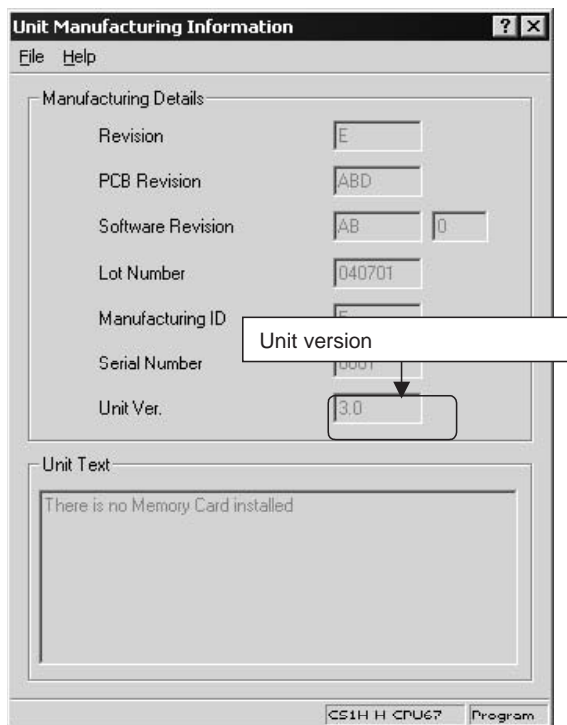 Unit Manufacturing Information
File Help
Manufacturing Details
Revision E
PCB Revision ABD
Software Revision AB 0
Lot Number 040701
Manufacturing ID
Unit version
Serial Number 0001
Unit Ver. 3.0
Unit Text
There is no Memory Card installed
CS1H H CPU67 Program